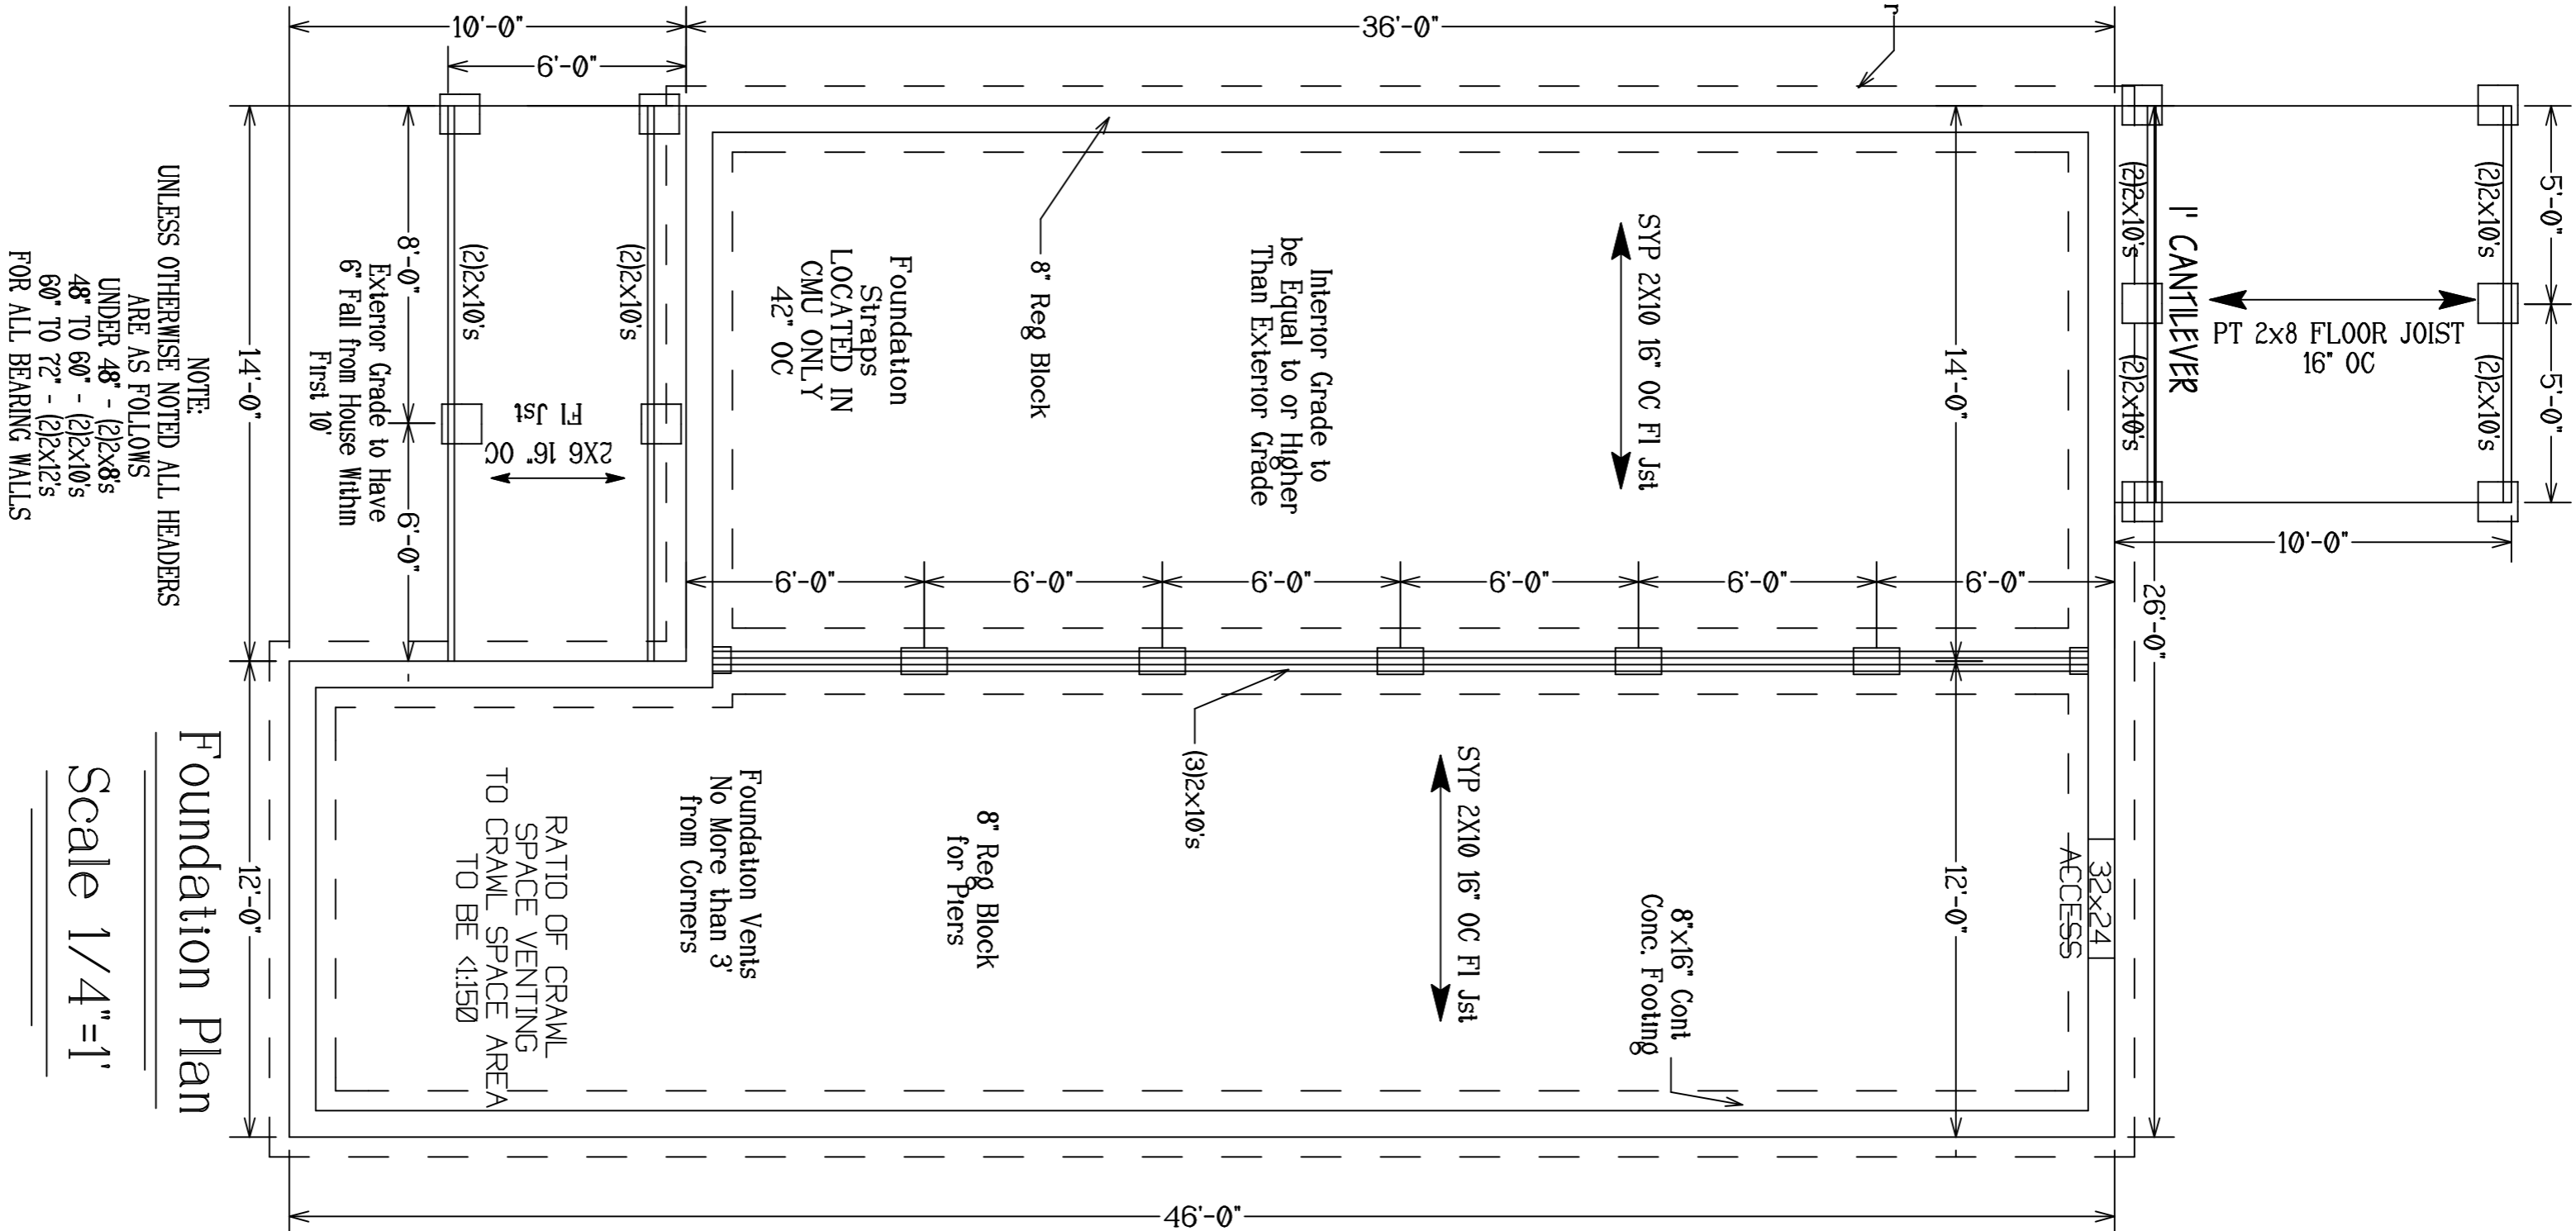 10'-0"
36'-0"
r
6'-0"
5'-0"
5'-0"
(2)2x10's
(2)2x10's
(2)2x10's
(2)2x10's
1' CANTILEVER
PT 2x8 FLOOR JOIST
16" OC
10'-0"
26'-0"
14'-0"
SYP 2X10 16" OC Fl Jst
Interior Grade to
be Equal to or Higher
Than Exterior Grade
8" Reg Block
Foundation
Straps
LOCATED IN
CMU ONLY
42" OC
(2)2x10's
(2)2x10's
2X6 16" OC
Fl Jst
8'-0"
6'-0"
Exterior Grade to Have
6" Fall from House Within
First 10'
14'-0"
6'-0"
6'-0"
6'-0"
6'-0"
6'-0"
6'-0"
12'-0"
32x24
ACCESS
8"x16" Cont
Conc. Footing
SYP 2X10 16" OC Fl Jst
(3)2x10's
8" Reg Block
for Piers
Foundation Vents
No More than 3'
from Corners
RATIO OF CRAWL
SPACE VENTING
TO CRAWL SPACE AREA
TO BE <1:150
12'-0"
46'-0"
NOTE:
UNLESS OTHERWISE NOTED ALL HEADERS
ARE AS FOLLOWS
UNDER 48" - (2)2x8's
48" TO 60" - (2)2x10's
60" TO 72" - (2)2x12's
FOR ALL BEARING WALLS
Foundation Plan
Scale 1/4"=1'